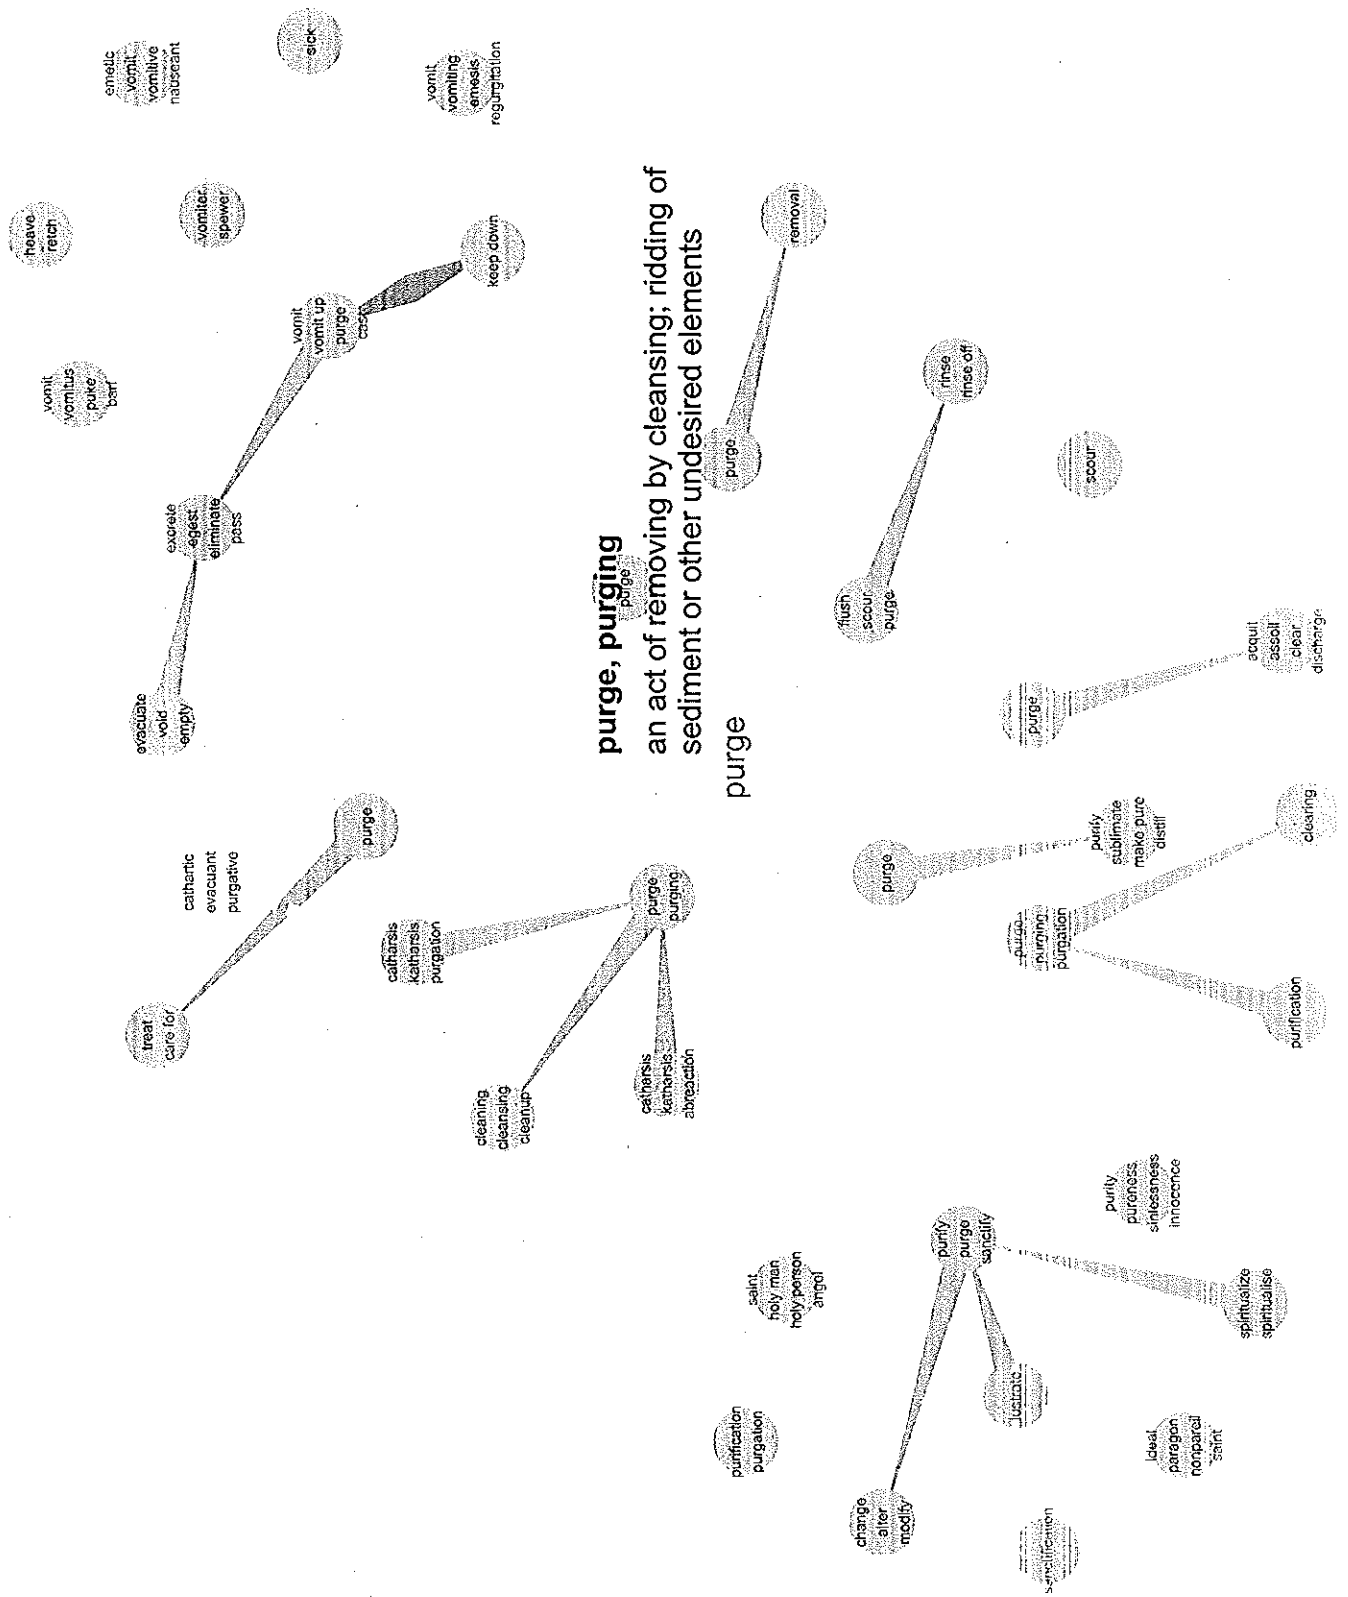 heave
retch
vomit
vomitus
puke
barf
emetic
vomit
vomitive
nauseant
treat
care for
evacuate
void
empty
excrete
egest
eliminate
pass
vomiter
spewer
cathartic
evacuant
purgative
sick
vomit
vomit up
purge
cast
purge
catharsis
katharsis
purgation
vomit
vomiting
emesis
regurgitation
keep down
cleaning
cleansing
cleanup
purge, purging
an act of removing by cleansing; ridding of
sediment or other undesired elements
purge
purge
purge
purging
catharsis
katharsis
abreaction
purge
removal
purification
purgation
saint
holy man
holy person
angel
flush
scour
purge
rinse
rinse off
purge
change
alter
modify
purify
purge
sanctify
lustrate
purge
purge
purging
purgation
scour
purify
sublimate
make pure
distill
sanctification
purity
pureness
sinlessness
innocence
ideal
paragon
nonpareil
saint
spiritualize
spiritualise
acquit
assoil
clear
discharge
purification
clearing